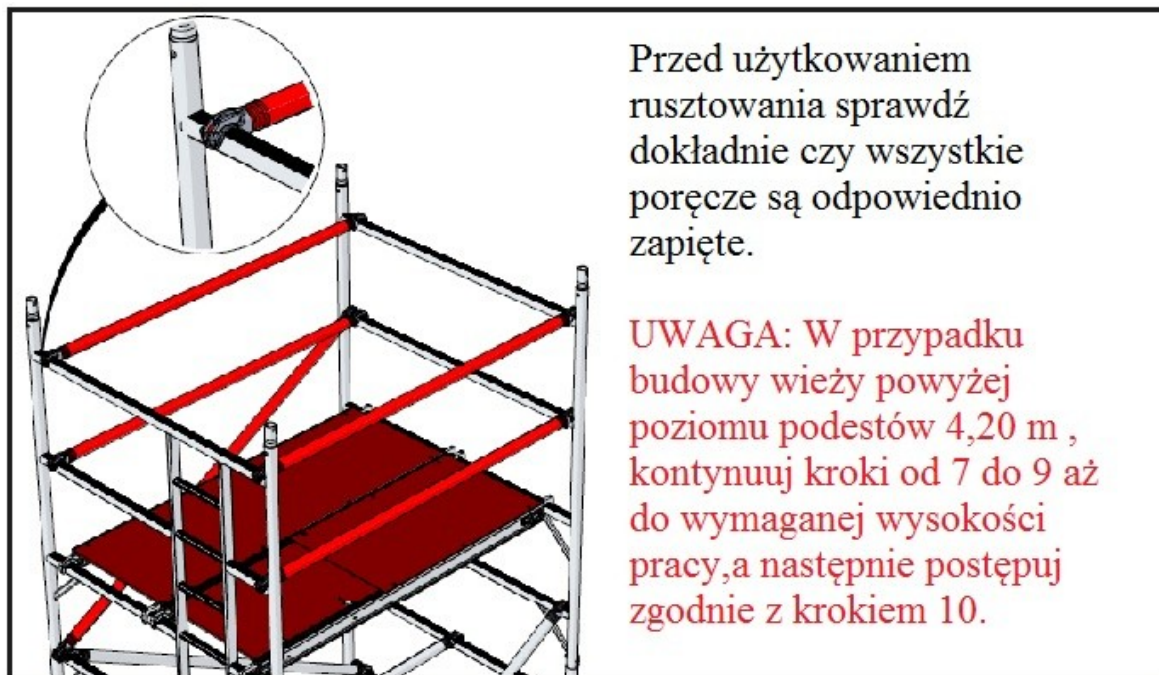 Przed użytkowaniem
rusztowania sprawdź
dokładnie czy wszystkie
poręcze są odpowiednio
zapięte.
UWAGA: W przypadku
budowy wieży powyżej
poziomu podestów 4,20 m ,
kontynuuj kroki od 7 do 9 aż
do wymaganej wysokości
pracy,a następnie postępuj
zgodnie z krokiem 10.